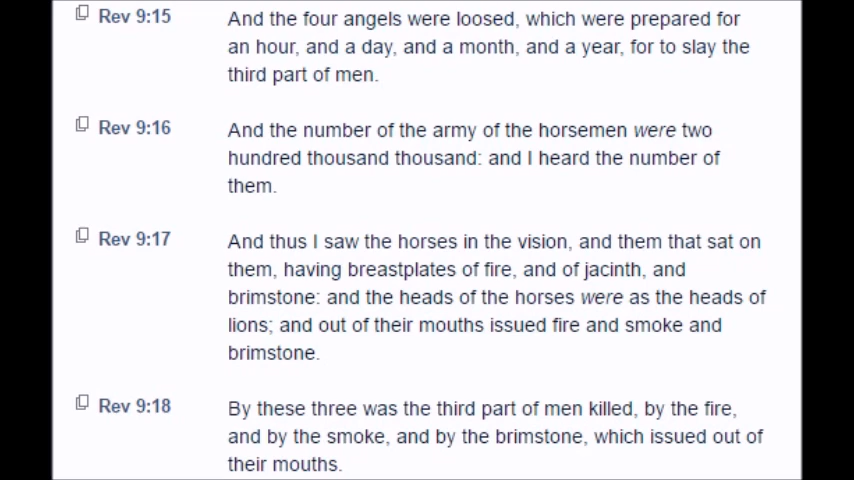 Rev 9:15 And the four angels were loosed, which were prepared for
an hour, and a day, and a month, and a year, for to slay the
third part of men.
Rev 9:16 And the number of the army of the horsemen were two
hundred thousand thousand: and I heard the number of
them.
Rev 9:17 And thus I saw the horses in the vision, and them that sat on
them, having breastplates of fire, and of jacinth, and
brimstone: and the heads of the horses were as the heads of
lions; and out of their mouths issued fire and smoke and
brimstone.
Rev 9:18 By these three was the third part of men killed, by the fire,
and by the smoke, and by the brimstone, which issued out of
their mouths.